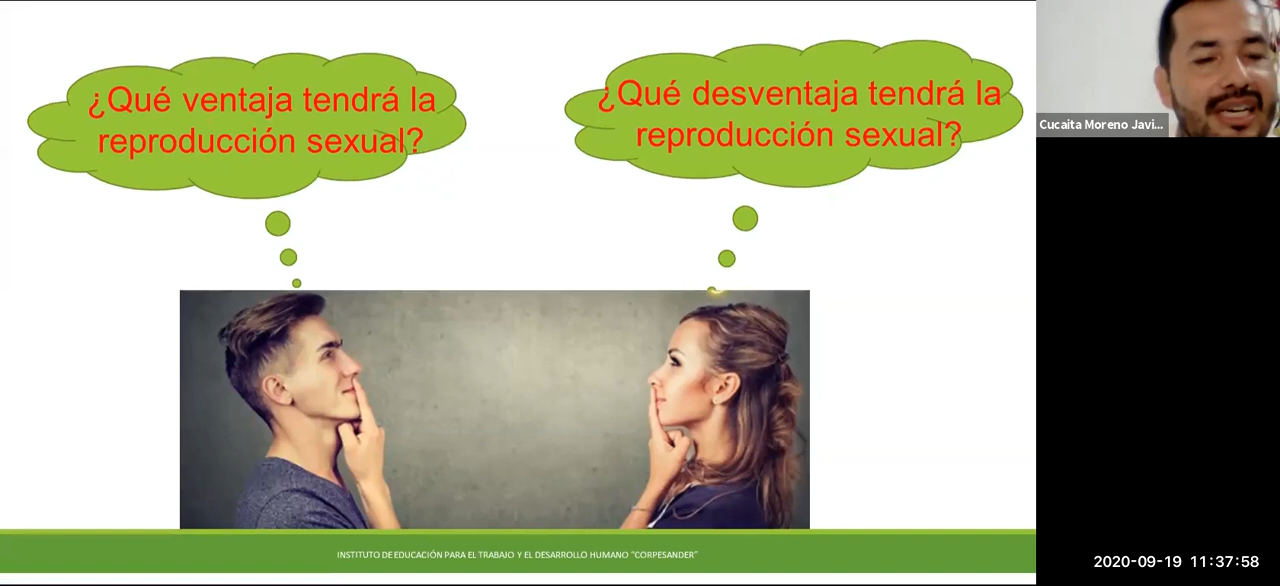 ¿Qué ventaja tendrá la
reproducción sexual?
¿Qué desventaja tendrá la
reproducción sexual?
Cucaita Moreno Javi...
INSTITUTO DE EDUCACIÓN PARA EL TRABAJO Y EL DESARROLLO HUMANO "CORPESANDER"
2020-09-19 11:37:58